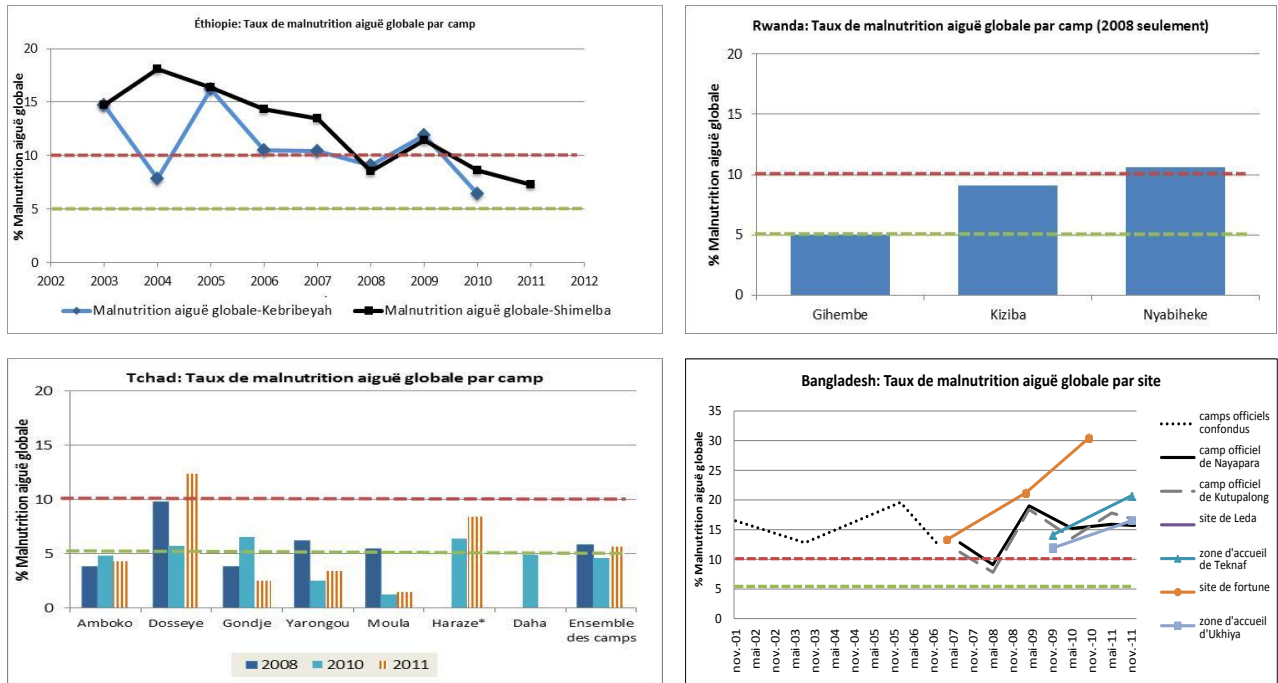 Éthiopie: Taux de malnutrition aiguë globale par camp
% Malnutrition aiguë globale
20
15
10
5
0
2002 2003 2004 2005 2006 2007 2008 2009 2010 2011 2012
Malnutrition aiguë globale-Kebribeyah Malnutrition aiguë globale-Shimelba
Rwanda: Taux de malnutrition aiguë globale par camp (2008 seulement)
% Malnutrition aiguë globale
20
15
10
5
0
Gihembe Kiziba Nyabiheke
Tchad: Taux de malnutrition aiguë globale par camp
% Malnutrition aiguë globale
20
15
10
5
0
Amboko Dosseye Gondje Yarongou Moula Haraze* Daha Ensemble
des camps
2008 2010 2011
Bangladesh: Taux de malnutrition aiguë globale par site
% Malnutrition aiguë globale
35
30
25
20
15
10
5
0
nov.-01
mai-02
nov.-02
mai-03
nov.-03
mai-04
nov.-04
mai-05
nov.-05
mai-06
nov.-06
mai-07
nov.-07
mai-08
nov.-08
mai-09
nov.-09
mai-10
nov.-10
mai-11
nov.-11
camps officiels
confondus
camp officiel
de Nayapara
camp officiel
de Kutupalong
site de Leda
zone d'accueil
de Teknaf
site de fortune
zone d'accueil
d'Ukhiya